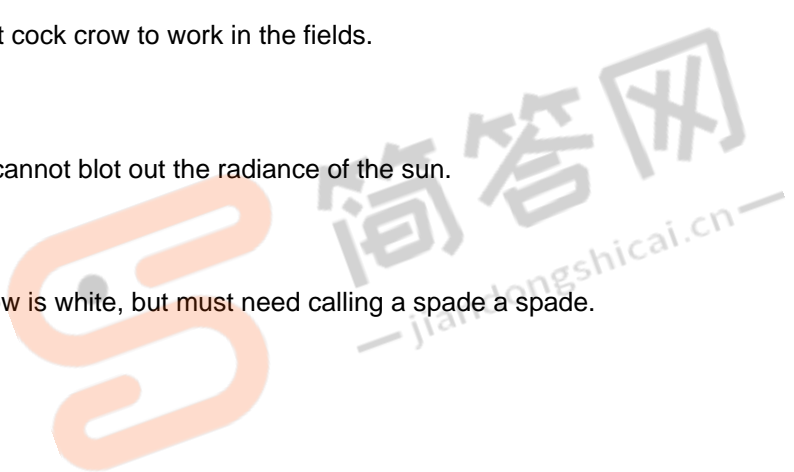 cock crow to work in the fields.
cannot blot out the radiance of the sun.
is white, but must need calling a spade a spade.
简答网
jiandongshicai.cn